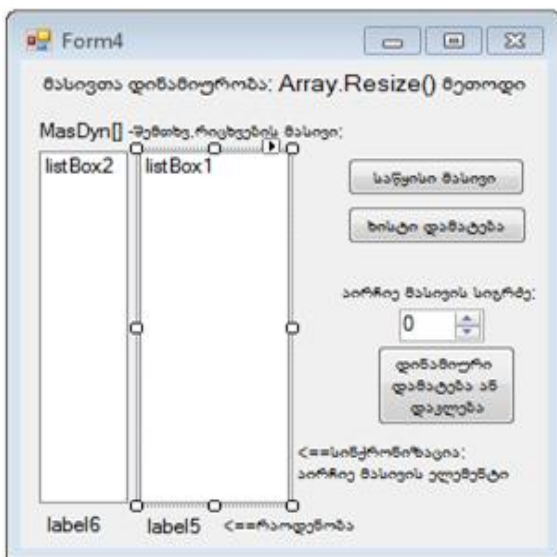 Form4
მასივთა დინამიურობა: Array.Resize() მეთოდი
MasDyn[] -შემთხვ.რიცხვების მასივი:
listBox2
listBox1
საწყისი მასივი
ხისტი დამატება
აირჩიე მასივის სიგრძე:
0
დინამიური
დამატება ან
დაკლება
<==სინქრონიზაცია:
აირჩიე მასივის ელემენტი
label6
label5
<==რაოდენობა